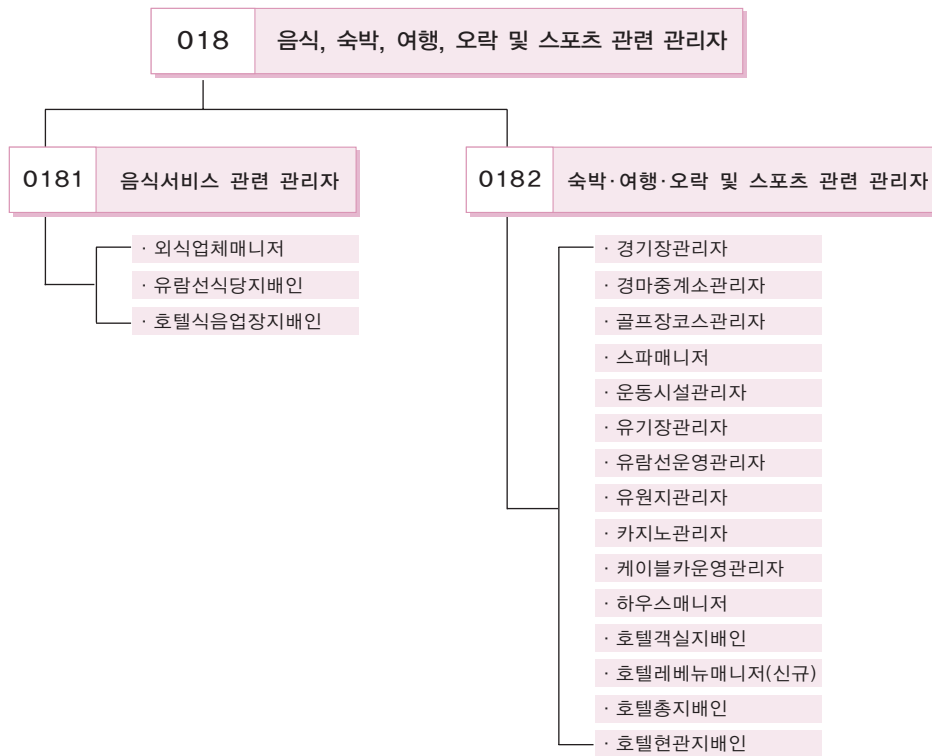 018 음식, 숙박, 여행, 오락 및 스포츠 관련 관리자
0181 음식서비스 관련 관리자
· 외식업체매니저
· 유람선식당지배인
· 호텔식음업장지배인
0182 숙박·여행·오락 및 스포츠 관련 관리자
· 경기장관리자
· 경마중계소관리자
· 골프장코스관리자
· 스파매니저
· 운동시설관리자
· 유기장관리자
· 유람선운영관리자
· 유원지관리자
· 카지노관리자
· 케이블카운영관리자
· 하우스매니저
· 호텔객실지배인
· 호텔레베뉴매니저(신규)
· 호텔총지배인
· 호텔현관지배인